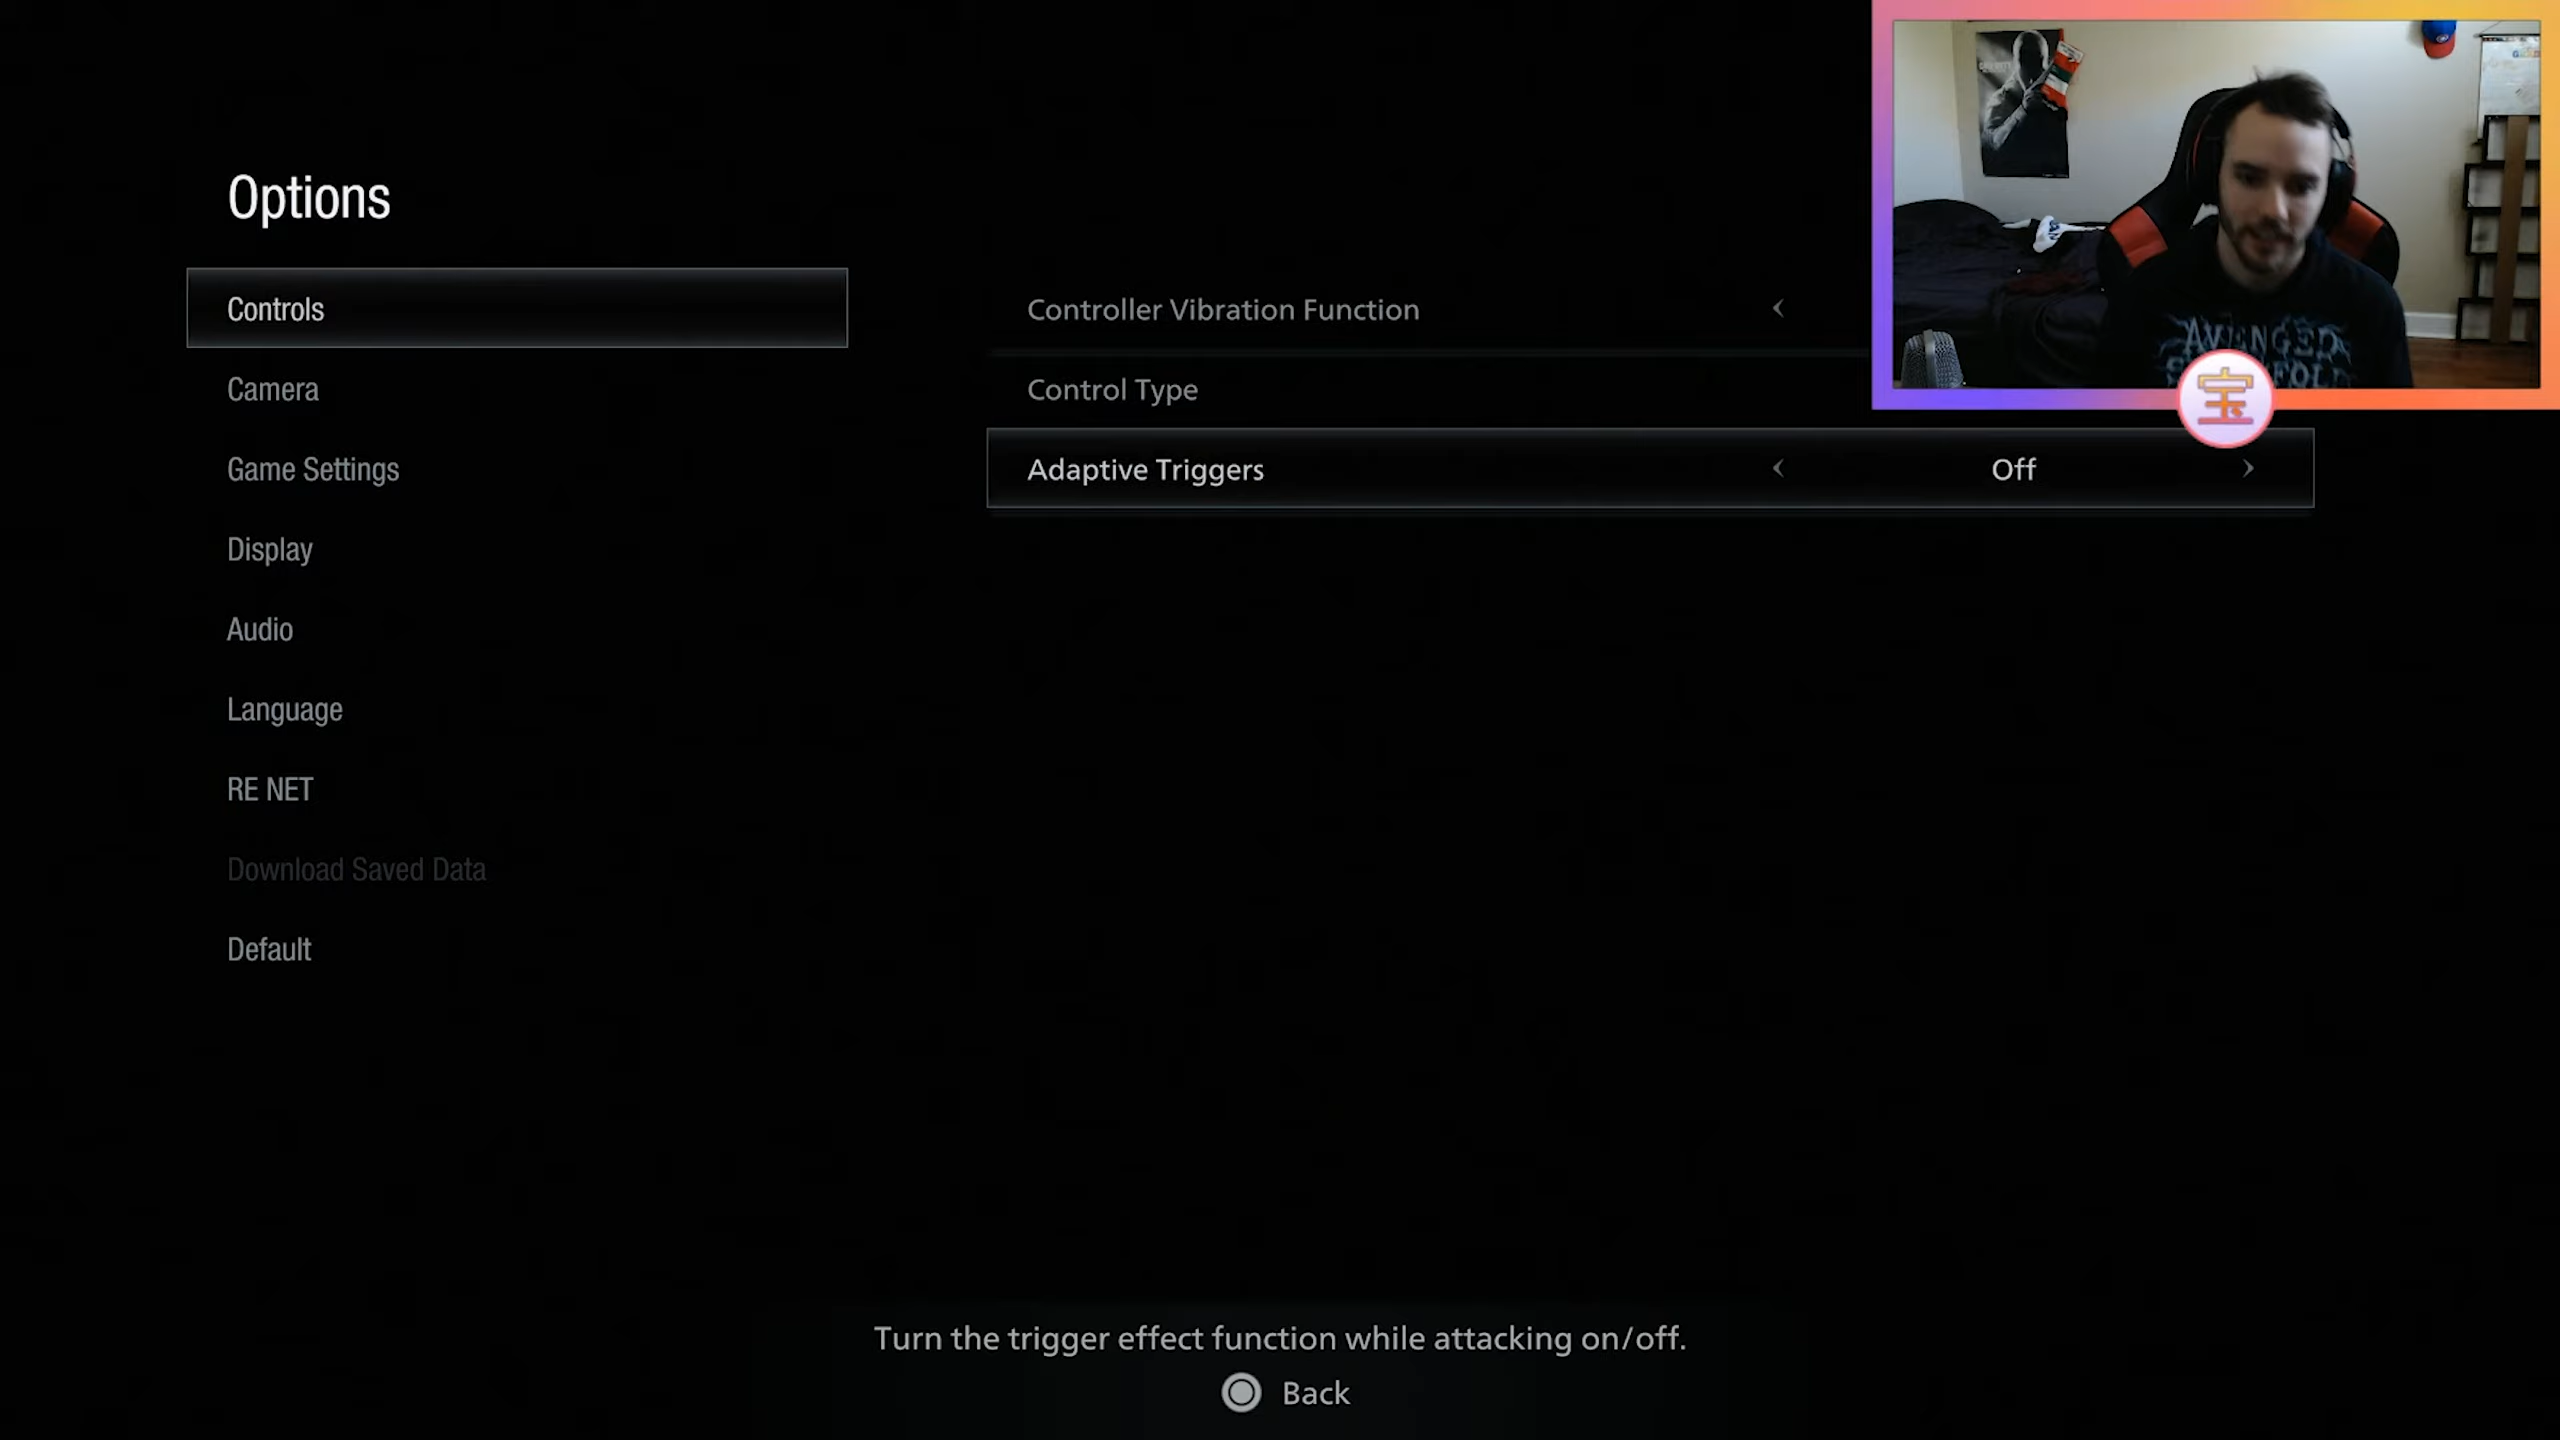 Options
Controls
Camera
Game Settings
Display
Audio
Language
RE NET
Download Saved Data
Default
Controller Vibration Function
Control Type
Adaptive Triggers
Off
Turn the trigger effect function while attacking on/off.
Back
AVENGED
宝